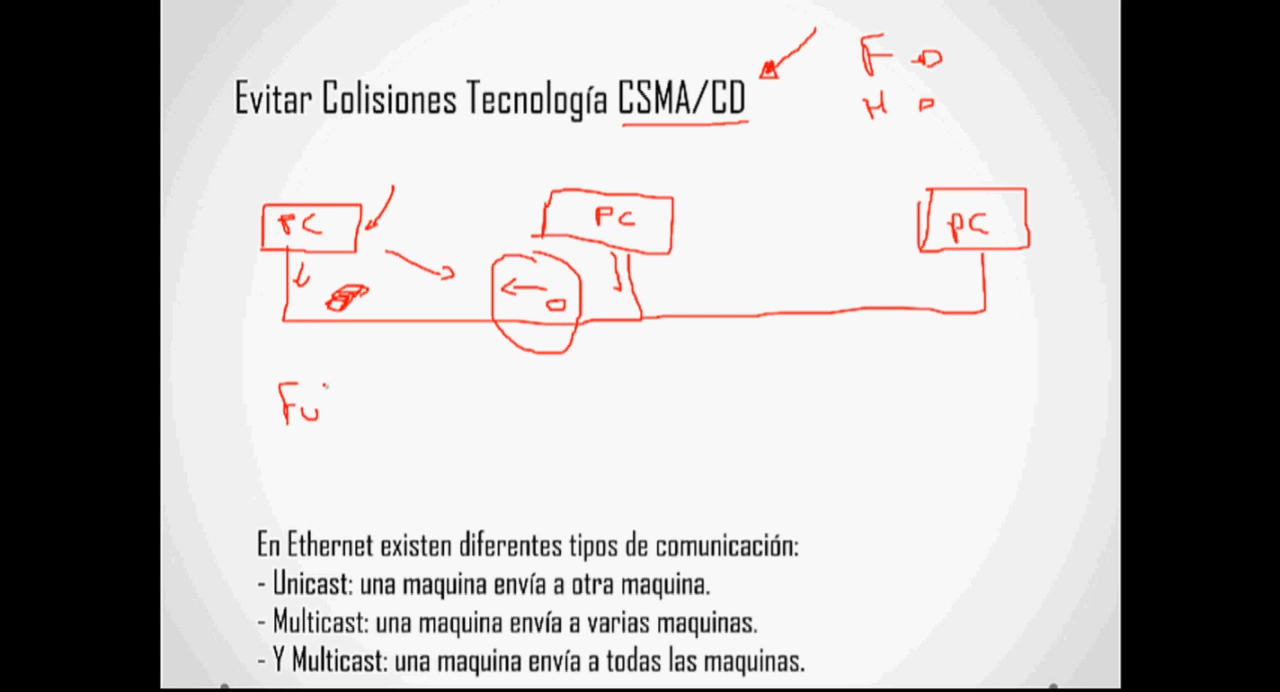 F D
Evitar Colisiones Tecnología CSMA/CD
H D
PC PC PC
Fu
En Ethernet existen diferentes tipos de comunicación:
- Unicast: una maquina envía a otra maquina.
- Multicast: una maquina envía a varias maquinas.
- Y Multicast: una maquina envía a todas las maquinas.